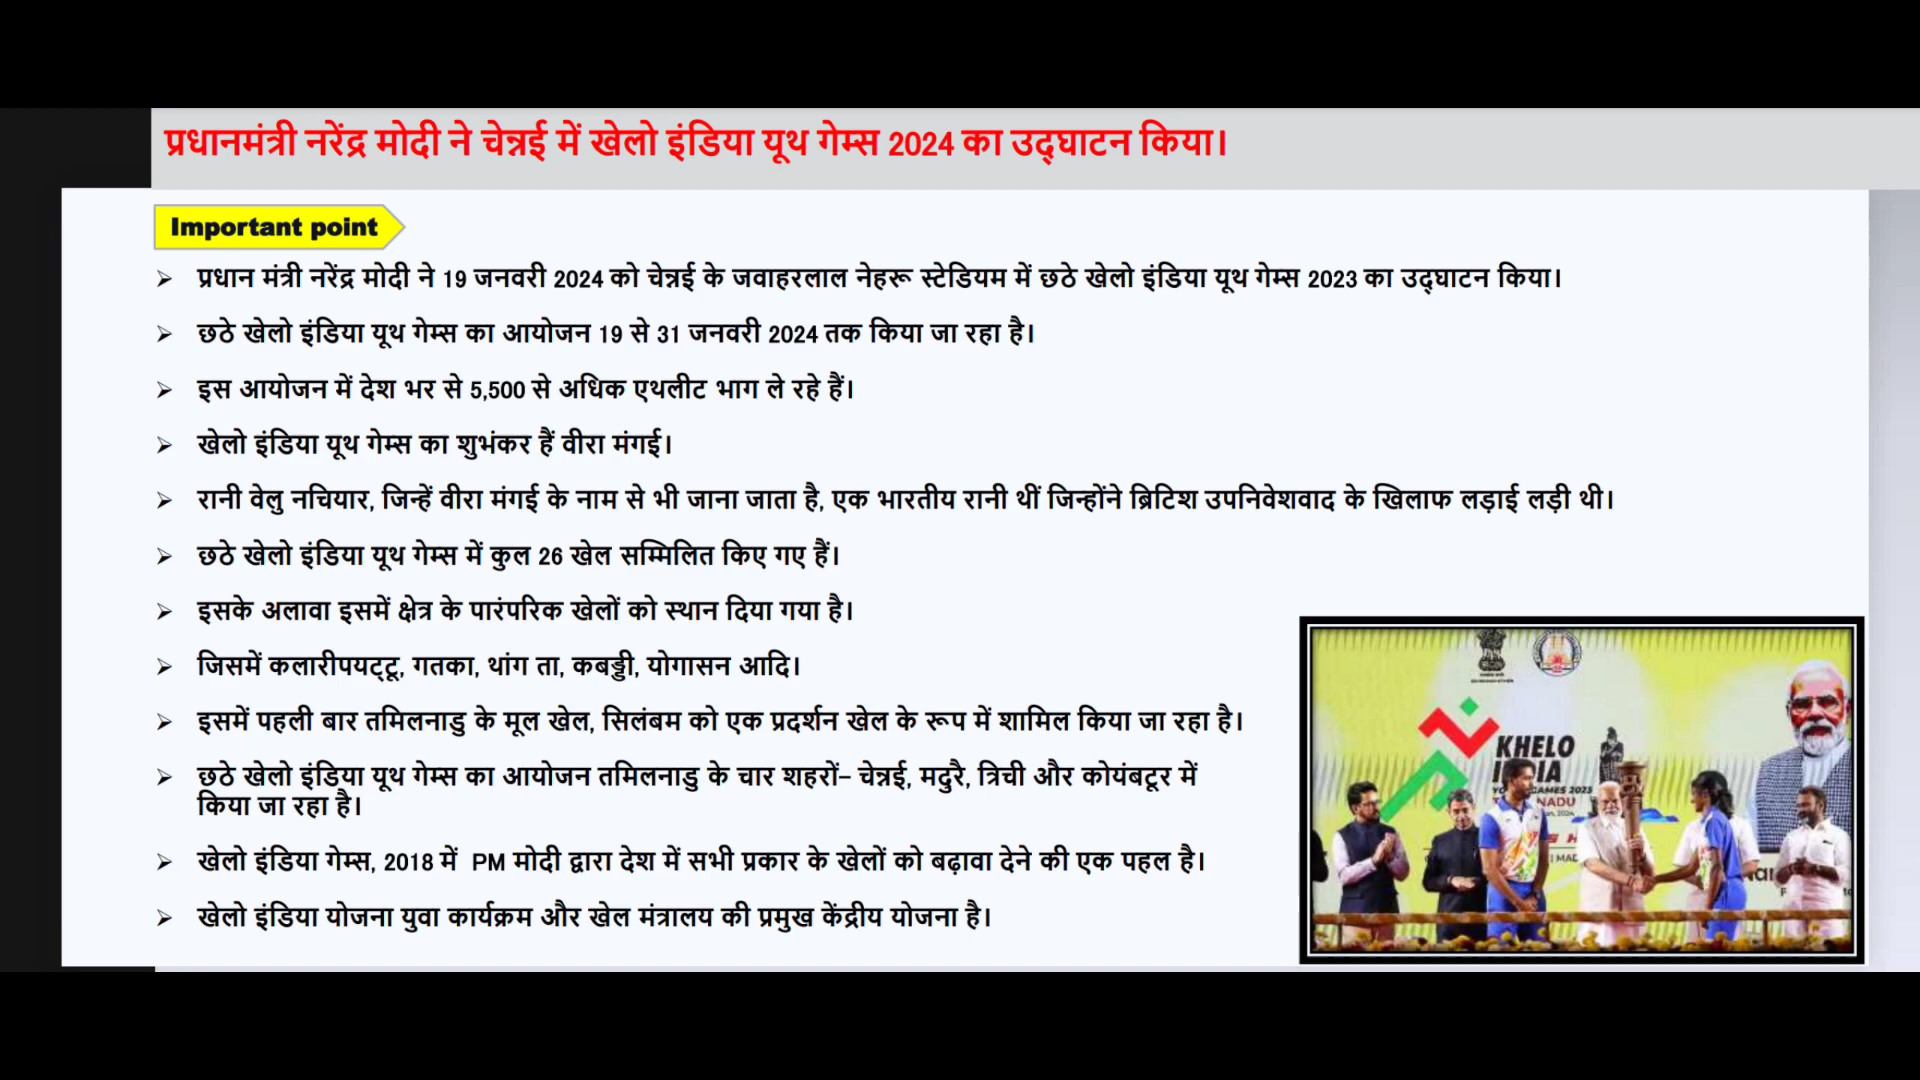 प्रधानमंत्री नरेंद्र मोदी ने चेन्नई में खेलो इंडिया यूथ गेम्स 2024 का उद्घाटन किया।
Important point
➢ प्रधान मंत्री नरेंद्र मोदी ने 19 जनवरी 2024 को चेन्नई के जवाहरलाल नेहरू स्टेडियम में छठे खेलो इंडिया यूथ गेम्स 2023 का उद्घाटन किया।
➢ छठे खेलो इंडिया यूथ गेम्स का आयोजन 19 से 31 जनवरी 2024 तक किया जा रहा है।
➢ इस आयोजन में देश भर से 5,500 से अधिक एथलीट भाग ले रहे हैं।
➢ खेलो इंडिया यूथ गेम्स का शुभंकर हैं वीरा मंगई।
➢ रानी वेलु नचियार, जिन्हें वीरा मंगई के नाम से भी जाना जाता है, एक भारतीय रानी थीं जिन्होंने ब्रिटिश उपनिवेशवाद के खिलाफ लड़ाई लड़ी थी।
➢ छठे खेलो इंडिया यूथ गेम्स में कुल 26 खेल सम्मिलित किए गए हैं।
➢ इसके अलावा इसमें क्षेत्र के पारंपरिक खेलों को स्थान दिया गया है।
➢ जिसमें कलारीपयट्टू, गतका, थांग ता, कबड्डी, योगासन आदि।
➢ इसमें पहली बार तमिलनाडु के मूल खेल, सिलंबम को एक प्रदर्शन खेल के रूप में शामिल किया जा रहा है।
➢ छठे खेलो इंडिया यूथ गेम्स का आयोजन तमिलनाडु के चार शहरों– चेन्नई, मदुरै, त्रिची और कोयंबटूर में
किया जा रहा है।
➢ खेलो इंडिया गेम्स, 2018 में PM मोदी द्वारा देश में सभी प्रकार के खेलों को बढ़ावा देने की एक पहल है।
➢ खेलो इंडिया योजना युवा कार्यक्रम और खेल मंत्रालय की प्रमुख केंद्रीय योजना है।
KHELO
INDIA
GAMES 2023
NADU
2024